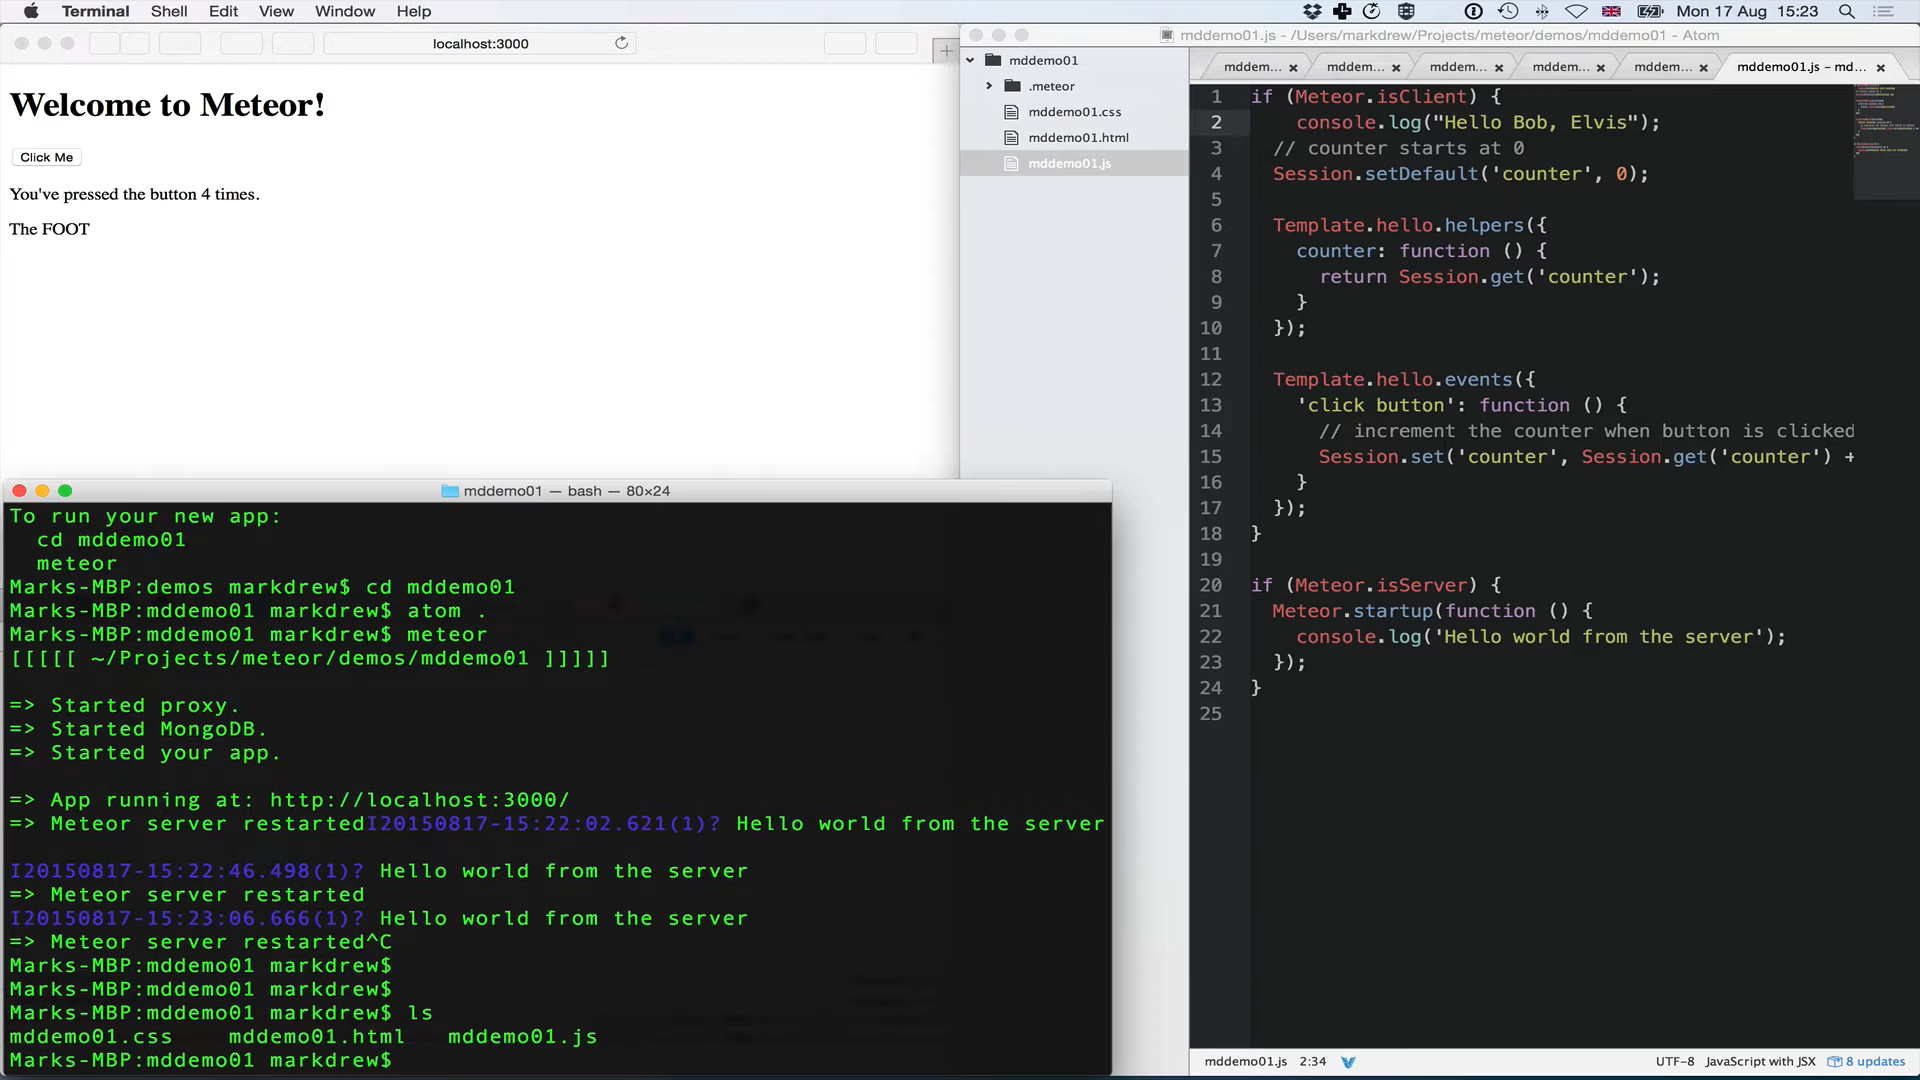 Terminal Shell Edit View Window Help
Mon 17 Aug 15:23
localhost:3000
Welcome to Meteor!
Click Me
You've pressed the button 4 times.
The FOOT
mddemo01.js - /Users/markdrew/Projects/meteor/demos/mddemo01 - Atom
mddemo01
.meteor
mddemo01.css
mddemo01.html
mddemo01.js
mddem... mddem... mddem... mddem... mddem... mddemo01.js – md...
1 if (Meteor.isClient) {
2 console.log("Hello Bob, Elvis");
3 // counter starts at 0
4 Session.setDefault('counter', 0);
5
6 Template.hello.helpers({
7 counter: function () {
8 return Session.get('counter');
9 }
10 });
11
12 Template.hello.events({
13 'click button': function () {
14 // increment the counter when button is clicked
15 Session.set('counter', Session.get('counter') +
16 }
17 });
18 }
19
20 if (Meteor.isServer) {
21 Meteor.startup(function () {
22 console.log('Hello world from the server');
23 });
24 }
25
mddemo01.js 2:34
UTF-8 JavaScript with JSX 8 updates
mddemo01 — bash — 80×24
To run your new app:
cd mddemo01
meteor
Marks-MBP:demos markdrew$ cd mddemo01
Marks-MBP:mddemo01 markdrew$ atom .
Marks-MBP:mddemo01 markdrew$ meteor
[[[[[ ~/Projects/meteor/demos/mddemo01 ]]]]]
=> Started proxy.
=> Started MongoDB.
=> Started your app.
=> App running at: http://localhost:3000/
=> Meteor server restartedI20150817-15:22:02.621(1)? Hello world from the server
I20150817-15:22:46.498(1)? Hello world from the server
=> Meteor server restarted
I20150817-15:23:06.666(1)? Hello world from the server
=> Meteor server restarted^C
Marks-MBP:mddemo01 markdrew$
Marks-MBP:mddemo01 markdrew$
Marks-MBP:mddemo01 markdrew$ ls
mddemo01.css mddemo01.html mddemo01.js
Marks-MBP:mddemo01 markdrew$